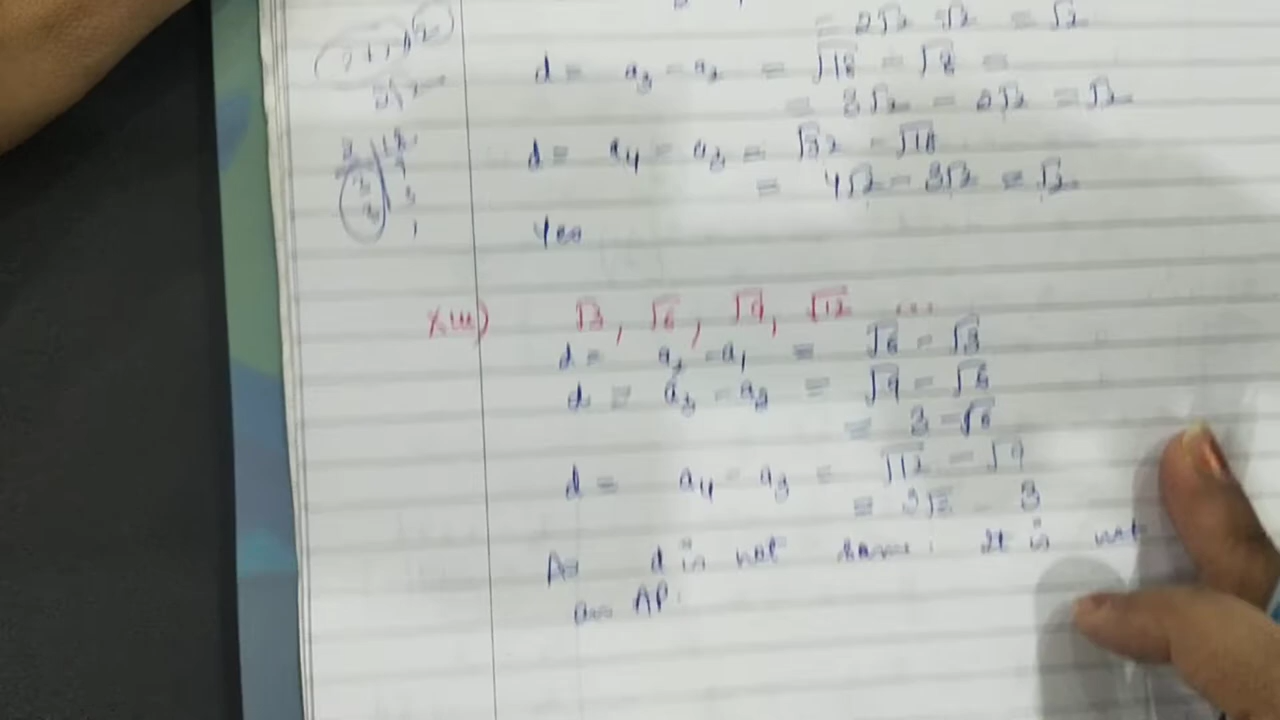 = 2√2 - √2 = √2
d = a3 - a2 = √18 - √8 =
= 3√2 - 2√2 = √2
d = a4 - a3 = √32 - √18
= 4√2 - 3√2 = √2
Yes
xiii) √3, √6, √9, √12 ...
d = a2 - a1 = √6 - √3
d = a3 - a2 = √9 - √6
= 3 - √6
d = a4 - a3 = √12 - √9
= 2√3 - 3
As d is not same. It is not
an AP.